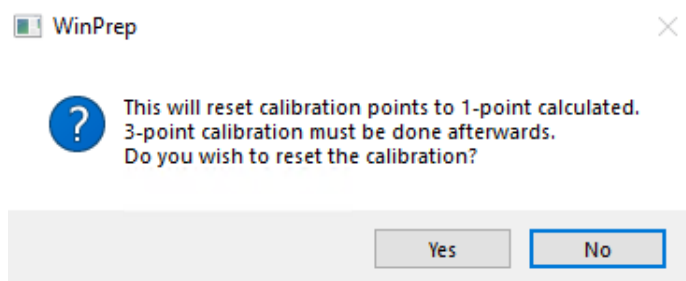 WinPrep
This will reset calibration points to 1-point calculated.
3-point calibration must be done afterwards.
Do you wish to reset the calibration?
Yes No